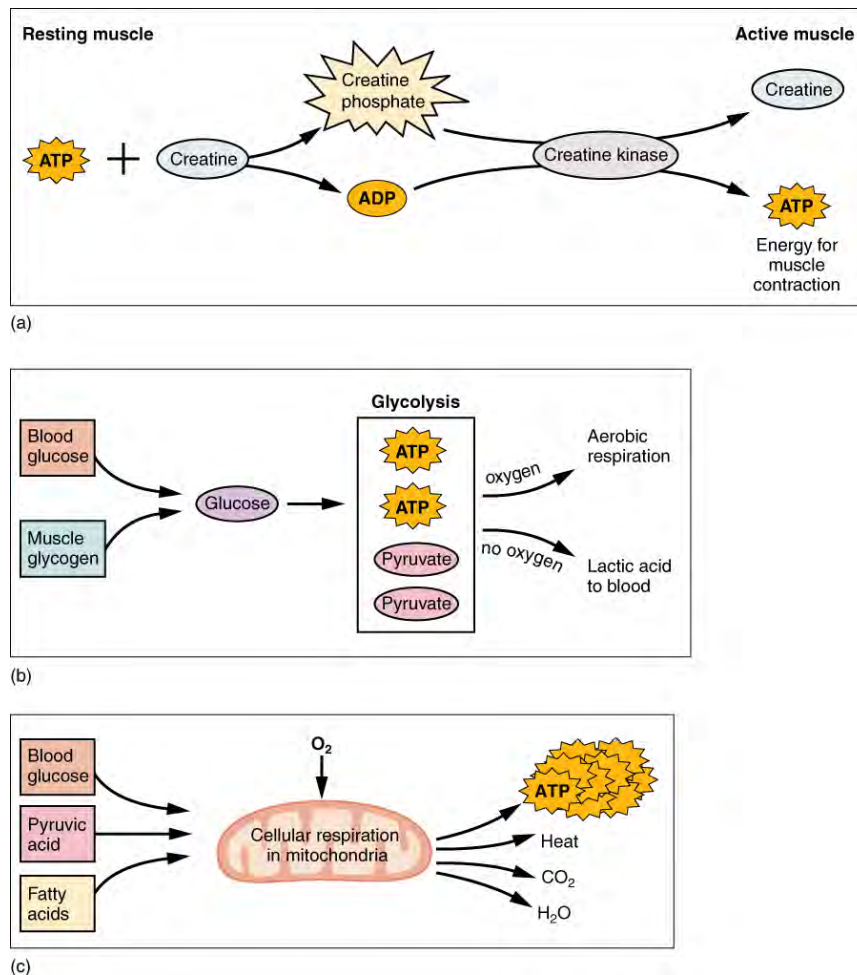 Resting muscle
Active muscle
Creatine
phosphate
Creatine
ATP
+
Creatine
Creatine kinase
ADP
ATP
Energy for
muscle
contraction
(a)
Glycolysis
Blood
glucose
ATP
oxygen
Aerobic
respiration
Glucose
ATP
Muscle
glycogen
Pyruvate
no oxygen
Lactic acid
to blood
Pyruvate
(b)
Blood
glucose
O₂
ATP
Pyruvic
acid
Cellular respiration
in mitochondria
Heat
CO₂
Fatty
acids
H₂O
(c)